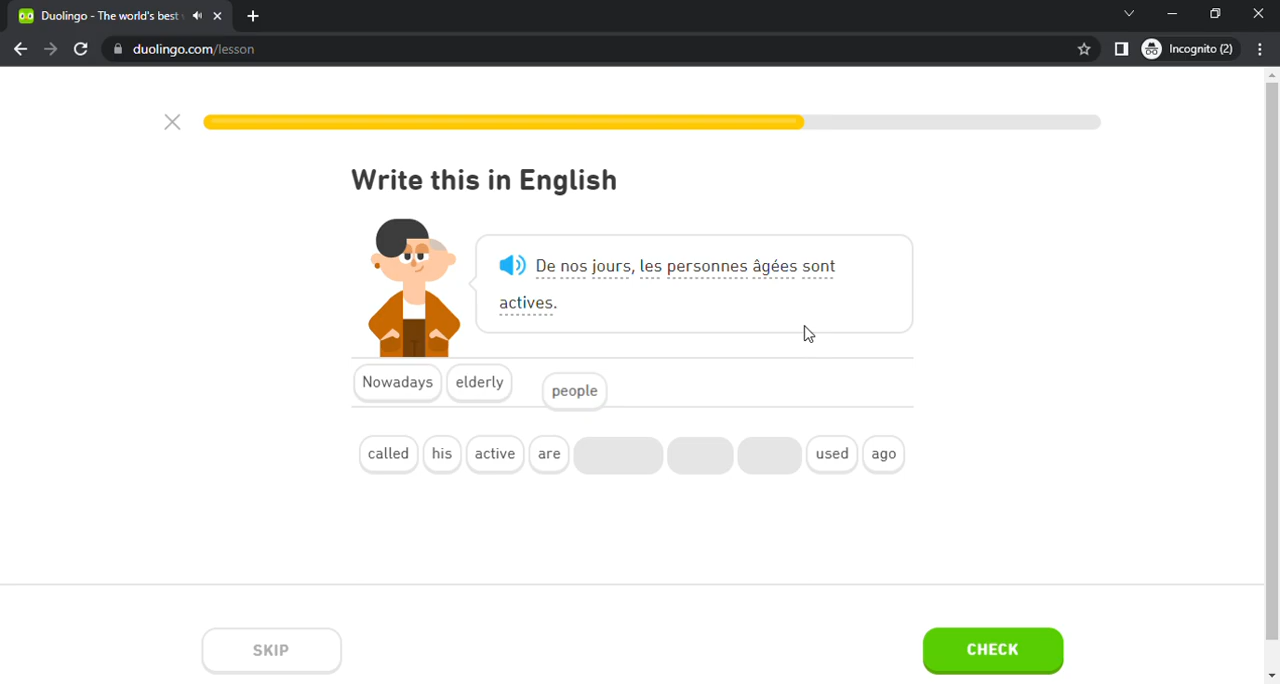 Duolingo - The world's best
duolingo.com/lesson
Incognito (2)
Write this in English
De nos jours, les personnes âgées sont
actives.
Nowadays elderly people
called his active are used ago
SKIP CHECK